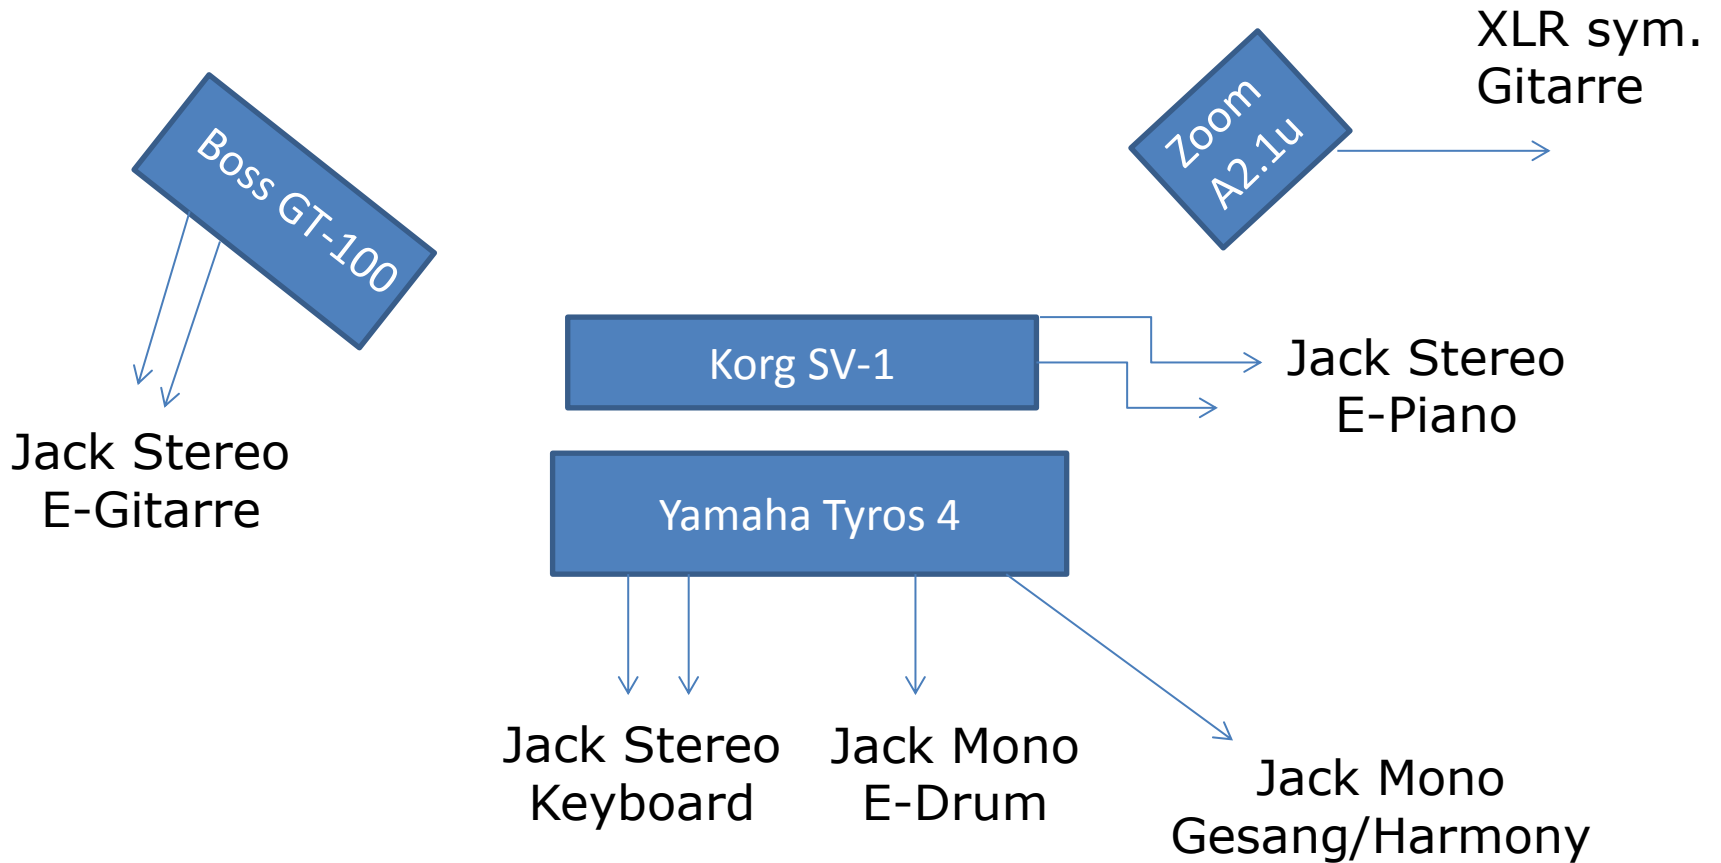 XLR sym.
Gitarre
Zoom
A2.1u
Boss GT-100
Korg SV-1
Jack Stereo
E-Piano
Jack Stereo
E-Gitarre
Yamaha Tyros 4
Jack Stereo
Keyboard
Jack Mono
E-Drum
Jack Mono
Gesang/Harmony